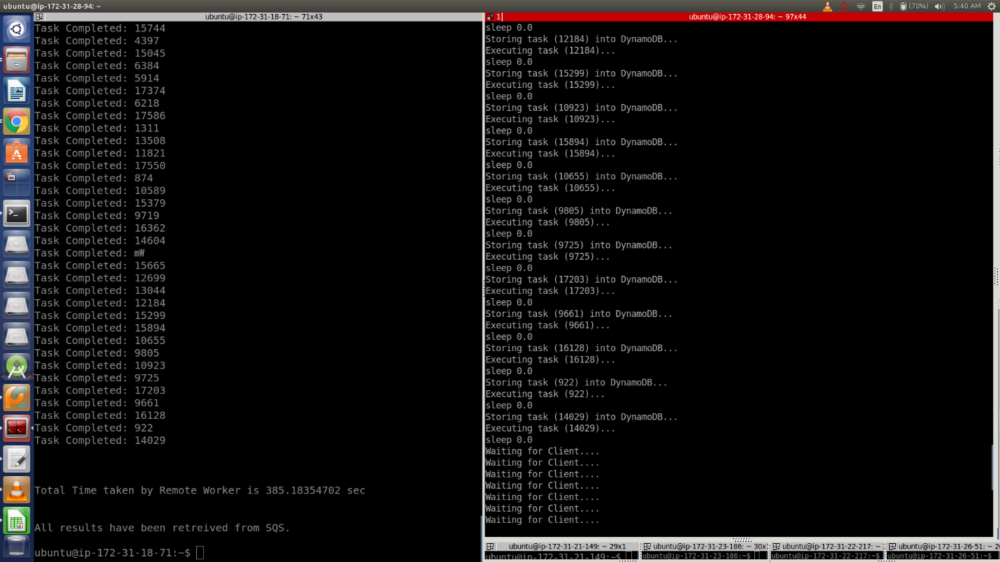 ubuntu@ip-172-31-28-94: ~
En
(70%)
5:40 AM
ubuntu@ip-172-31-18-71: ~ 71x43
Task Completed: 15744
Task Completed: 4397
Task Completed: 15045
Task Completed: 6384
Task Completed: 5914
Task Completed: 17374
Task Completed: 6218
Task Completed: 17586
Task Completed: 1311
Task Completed: 13508
Task Completed: 11821
Task Completed: 17550
Task Completed: 874
Task Completed: 10589
Task Completed: 15379
Task Completed: 9719
Task Completed: 16362
Task Completed: 14604
Task Completed: mW
Task Completed: 15665
Task Completed: 12699
Task Completed: 13044
Task Completed: 12184
Task Completed: 15299
Task Completed: 15894
Task Completed: 10655
Task Completed: 9805
Task Completed: 10923
Task Completed: 9725
Task Completed: 17203
Task Completed: 9661
Task Completed: 16128
Task Completed: 922
Task Completed: 14029
Total Time taken by Remote Worker is 385.18354702 sec
All results have been retreived from SQS.
ubuntu@ip-172-31-18-71:~$
1
ubuntu@ip-172-31-28-94: ~ 97x44
sleep 0.0
Storing task (12184) into DynamoDB...
Executing task (12184)...
sleep 0.0
Storing task (15299) into DynamoDB...
Executing task (15299)...
sleep 0.0
Storing task (10923) into DynamoDB...
Executing task (10923)...
sleep 0.0
Storing task (15894) into DynamoDB...
Executing task (15894)...
sleep 0.0
Storing task (10655) into DynamoDB...
Executing task (10655)...
sleep 0.0
Storing task (9805) into DynamoDB...
Executing task (9805)...
sleep 0.0
Storing task (9725) into DynamoDB...
Executing task (9725)...
sleep 0.0
Storing task (17203) into DynamoDB...
Executing task (17203)...
sleep 0.0
Storing task (9661) into DynamoDB...
Executing task (9661)...
sleep 0.0
Storing task (16128) into DynamoDB...
Executing task (16128)...
sleep 0.0
Storing task (922) into DynamoDB...
Executing task (922)...
sleep 0.0
Storing task (14029) into DynamoDB...
Executing task (14029)...
sleep 0.0
Waiting for Client....
Waiting for Client....
Waiting for Client....
Waiting for Client....
Waiting for Client....
Waiting for Client....
Waiting for Client....
ubuntu@ip-172-31-21-149: ~ 29x1
ubuntu@ip-172-31-23-186: ~ 30x
ubuntu@ip-172-31-22-217: ~
ubuntu@ip-172-31-26-51: ~
ubuntu@ip-172-31-21-149:~$
ubuntu@ip-172-31-23-186:~$
ubuntu@ip-172-31-22-217:~$
ubuntu@ip-172-31-26-51:~$